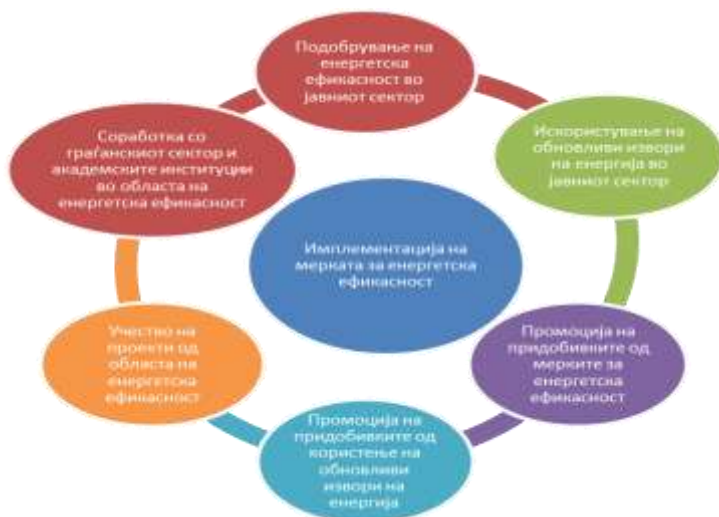 Подобрување на
енергетска
ефикасност во
јавниот сектор
Искористување на
обновливи извори
на енергија во
јавниот сектор
Промоција на
придобивните од
мерките за
енергетска
ефикасност
Промоција на
придобивките од
користење на
обновливи
извори на
енергија
Учество на
проекти од
областа на
енергетска
ефикасност
Соработка со
граѓанскиот сектор и
академските институции
во областа на
енергетска ефикасност
Имплементација на
мерката за енергетска
ефикасност